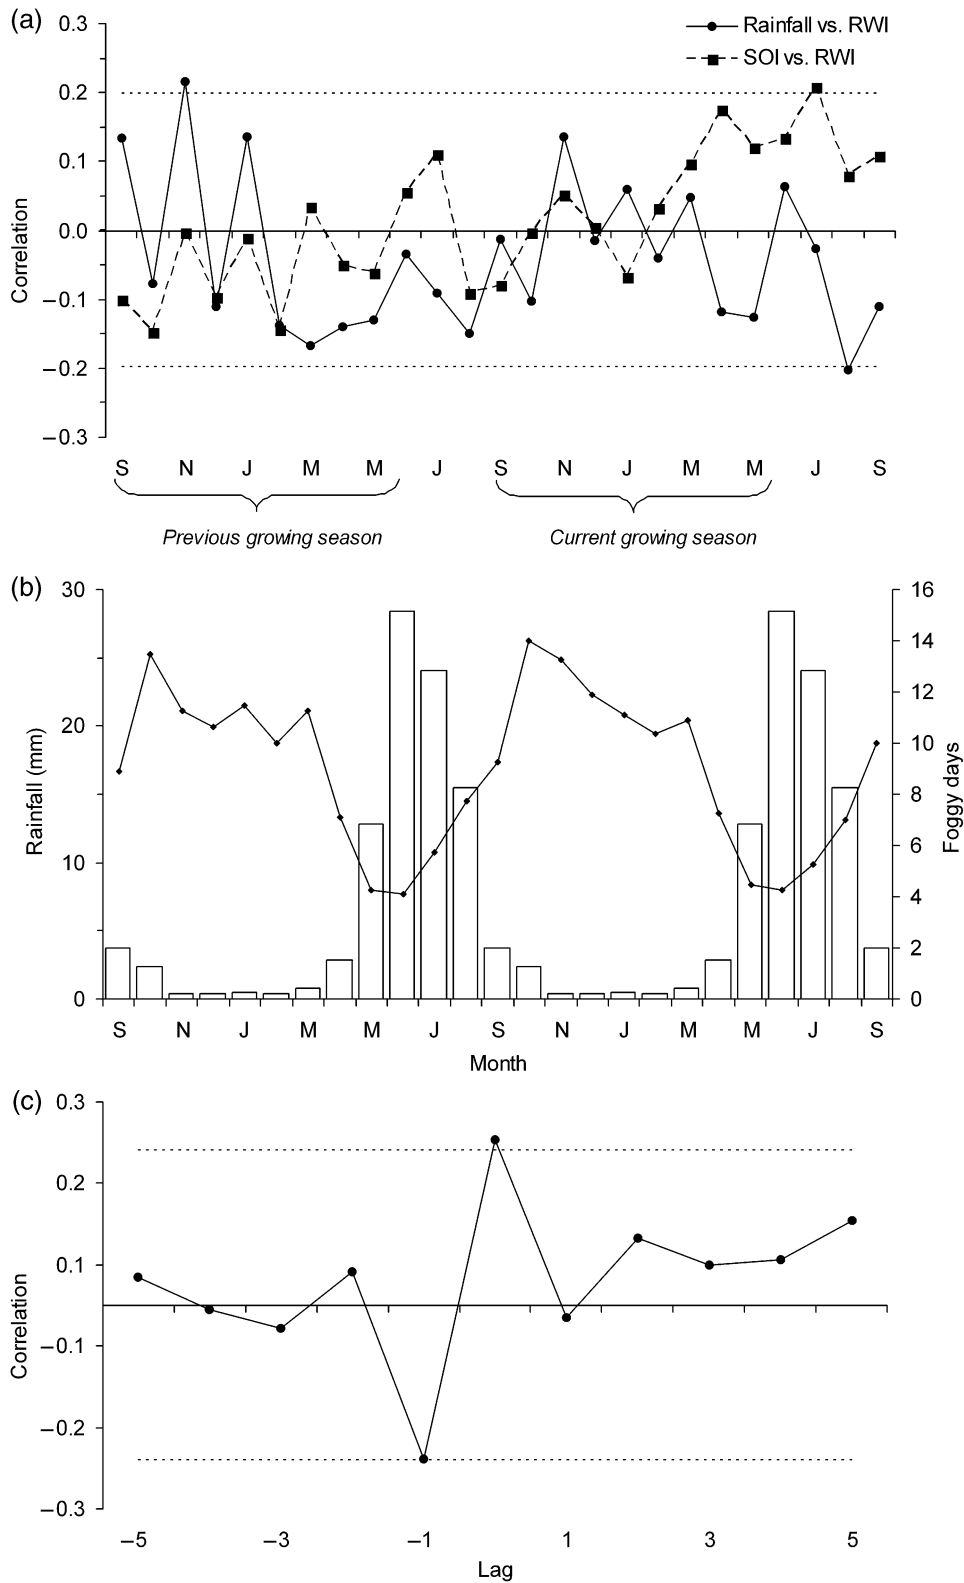 (a)
0.3
0.2
0.1
0.0
–0.1
–0.2
–0.3
Correlation
Rainfall vs. RWI
SOI vs. RWI
S N J M M J S N J M M J S
Previous growing season Current growing season
(b)
30
20
10
0
Rainfall (mm)
16
14
12
10
8
6
4
2
0
Foggy days
S N J M M J S N J M M J S
Month
(c)
0.3
0.2
0.1
–0.1
–0.2
–0.3
Correlation
–5 –3 –1 1 3 5
Lag